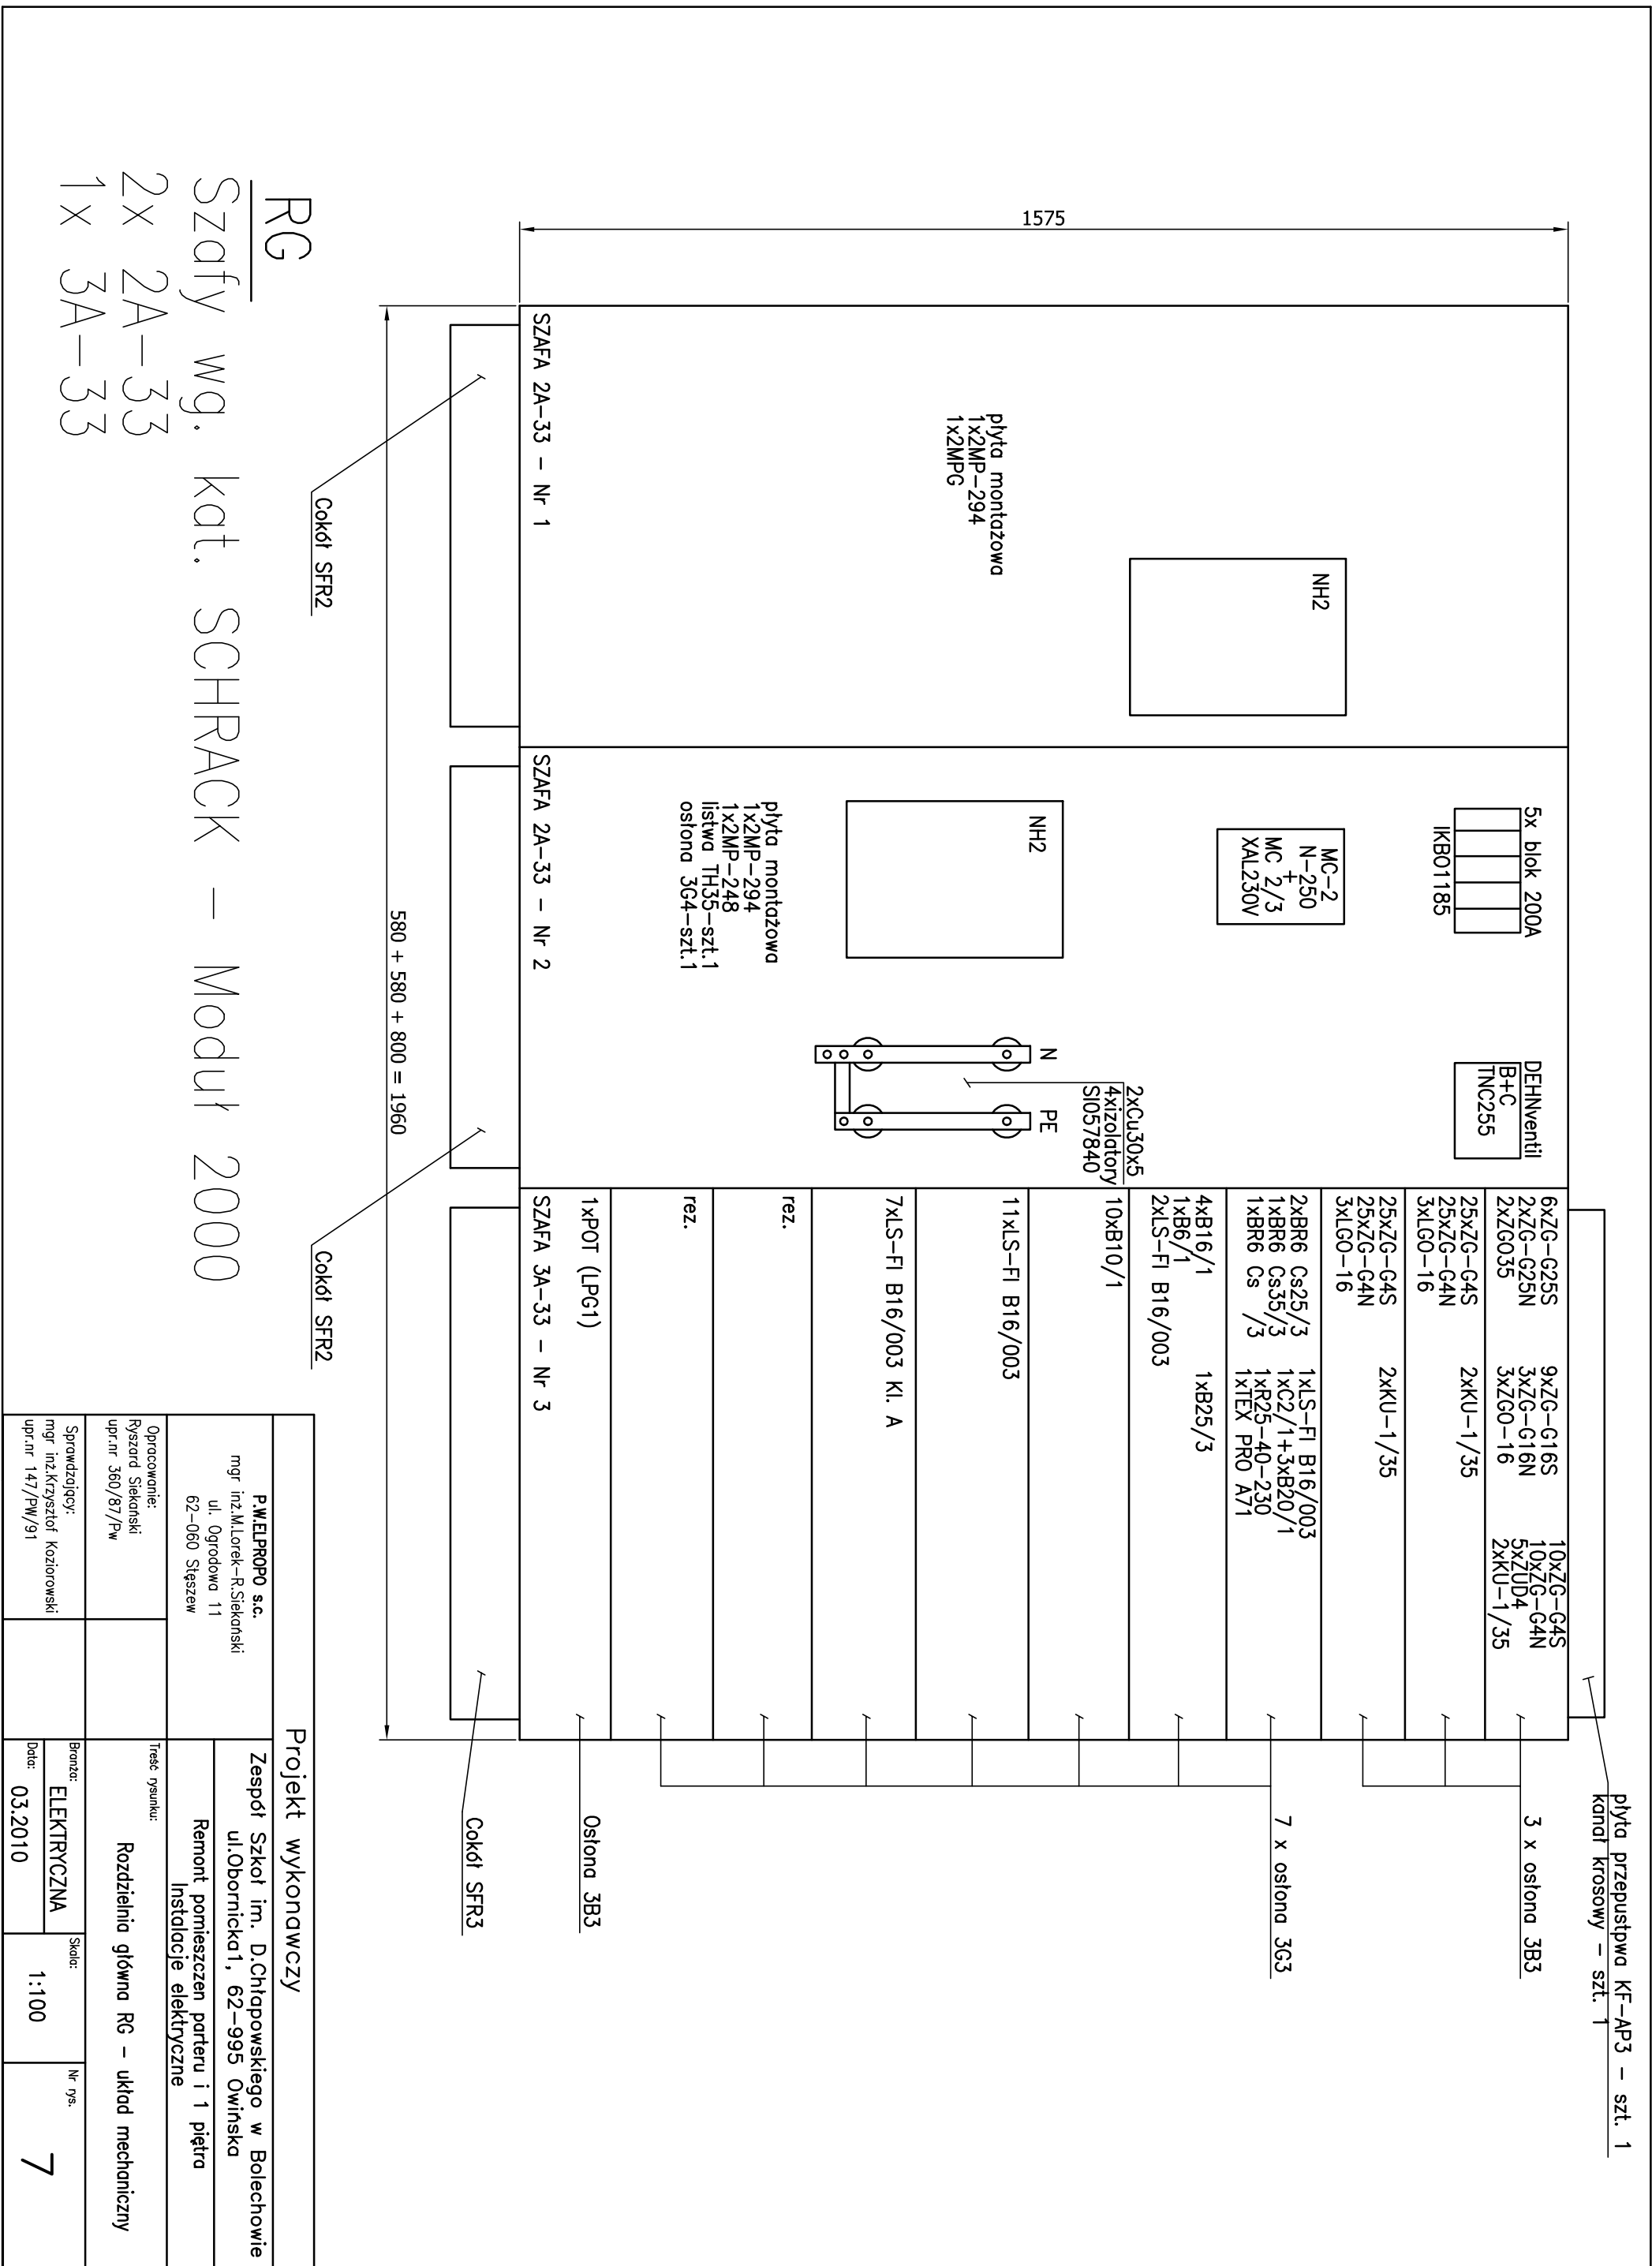 płyta przepustpwa KF-AP3 - szt. 1
kanał krosowy - szt. 1
5x blok 200A
IKB01185
DEHNventil
B+C
TNC255
6xZG-G25S
2xZG-G25N
2xZGO35
9xZG-G16S
3xZG-G16N
3xZGO-16
10xZG-G4S
10xZG-G4N
5xZUD4
2xKU-1/35
3 x osłona 3B3
25xZG-G4S
25xZG-G4N
3xLGO-16
2xKU-1/35
25xZG-G4S
25xZG-G4N
3xLGO-16
2xKU-1/35
NH2
MC-2
N-250
+
MC 2/3
XAL230V
2xBR6 Cs25/3
1xBR6 Cs35/3
1xBR6 Cs /3
1xLS-FI B16/003
1xC2/1+3xB20/1
1xR25-40-230
1xTEX PRO A71
7 x osłona 3G3
4xB16/1
1xB6/1
2xLS-FI B16/003
1xB25/3
2xCu30x5
4xizolatory
SI057840
10xB10/1
1575
płyta montażowa
1x2MP-294
1x2MPG
NH2
N
PE
11xLS-FI B16/003
7xLS-FI B16/003 Kl. A
płyta montażowa
1x2MP-294
1x2MP-248
listwa TH35-szt.1
osłona 3G4-szt.1
rez.
rez.
1xPOT (LPG1)
Osłona 3B3
SZAFA 2A-33 - Nr 1
SZAFA 2A-33 - Nr 2
SZAFA 3A-33 - Nr 3
Cokół SFR3
580 + 580 + 800 = 1960
Cokół SFR2
Cokół SFR2
RG
Szafy wg. kat. SCHRACK - Moduł 2000
2x 2A-33
1x 3A-33
Projekt wykonawczy
P.W.ELPROPO s.c.
mgr inż.M.Lorek-R.Siekański
ul. Ogrodowa 11
62-060 Stęszew
Zespół Szkoł im. D.Chłapowskiego w Bolechowie
ul.Obornicka1, 62-995 Owińska
Remont pomieszczen parteru i 1 piętra
Instalacje elektryczne
Opracowanie:
Ryszard Siekański
upr.nr 360/87/Pw
Treść rysunku:
Rozdzielnia główna RG - układ mechaniczny
Sprawdzający:
mgr inż.Krzysztof Koziorowski
upr.nr 147/PW/91
Branża:
ELEKTRYCZNA
Data:
03.2010
Skala:
1:100
Nr rys.
7